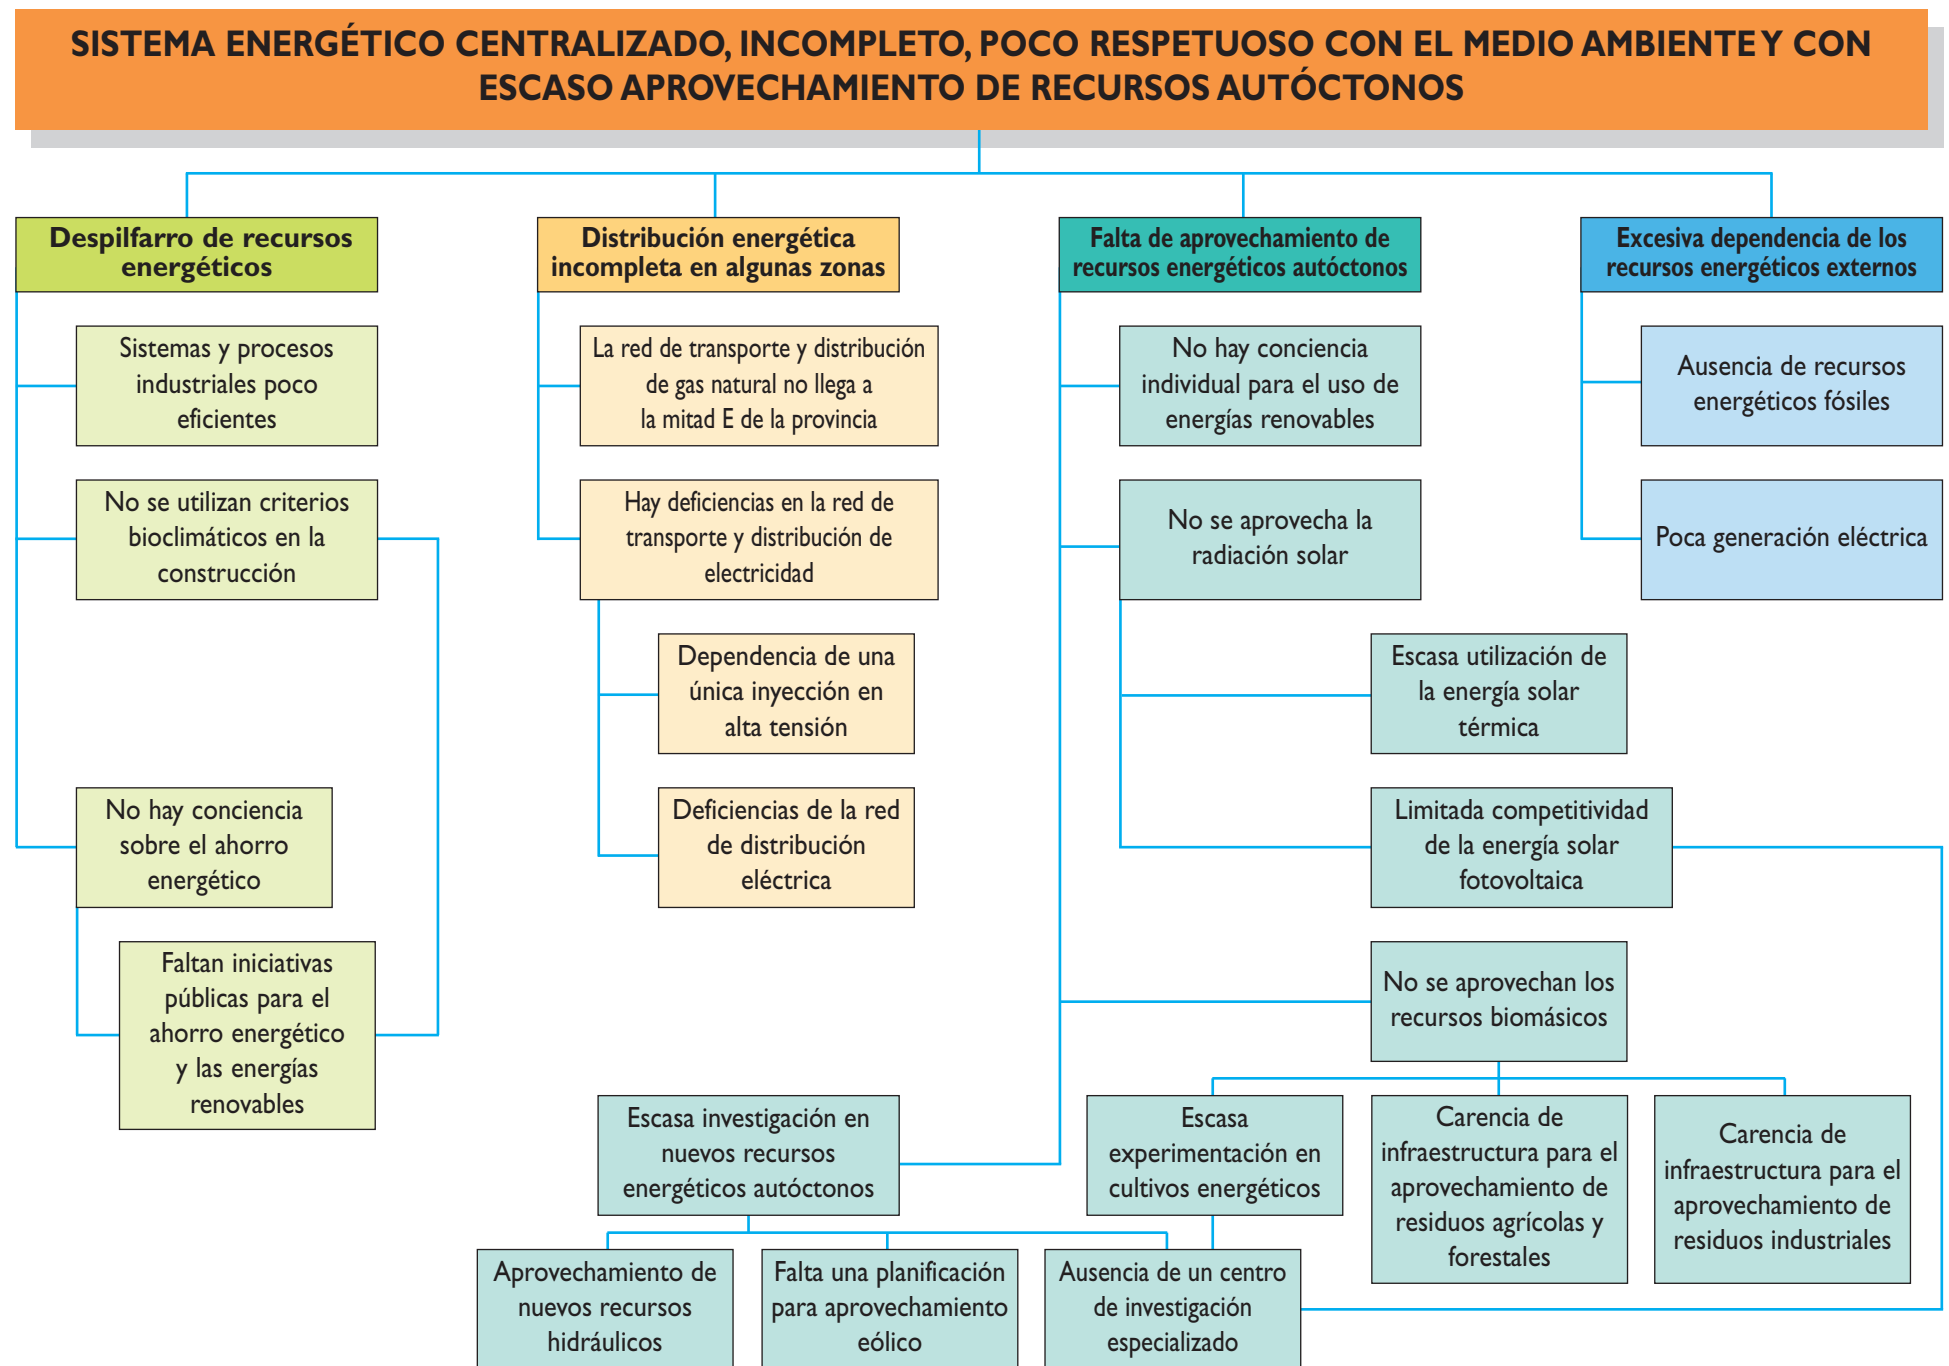 SISTEMA ENERGÉTICO CENTRALIZADO, INCOMPLETO, POCO RESPETUOSO CON EL MEDIO AMBIENTE Y CON
ESCASO APROVECHAMIENTO DE RECURSOS AUTÓCTONOS
Despilfarro de recursos
energéticos
Sistemas y procesos
industriales poco
eficientes
No se utilizan criterios
bioclimáticos en la
construcción
No hay conciencia
sobre el ahorro
energético
Faltan iniciativas
públicas para el
ahorro energético
y las energías
renovables
Distribución energética
incompleta en algunas zonas
La red de transporte y distribución
de gas natural no llega a
la mitad E de la provincia
Hay deficiencias en la red de
transporte y distribución de
electricidad
Dependencia de una
única inyección en
alta tensión
Deficiencias de la red
de distribución
eléctrica
Falta de aprovechamiento de
recursos energéticos autóctonos
No hay conciencia
individual para el uso de
energías renovables
No se aprovecha la
radiación solar
Escasa utilización de
la energía solar
térmica
Limitada competitividad
de la energía solar
fotovoltaica
No se aprovechan los
recursos biomásicos
Escasa
experimentación en
cultivos energéticos
Carencia de
infraestructura para el
aprovechamiento de
residuos agrícolas y
forestales
Carencia de
infraestructura para el
aprovechamiento de
residuos industriales
Escasa investigación en
nuevos recursos
energéticos autóctonos
Aprovechamiento de
nuevos recursos
hidráulicos
Falta una planificación
para aprovechamiento
eólico
Ausencia de un centro
de investigación
especializado
Excesiva dependencia de los
recursos energéticos externos
Ausencia de recursos
energéticos fósiles
Poca generación eléctrica